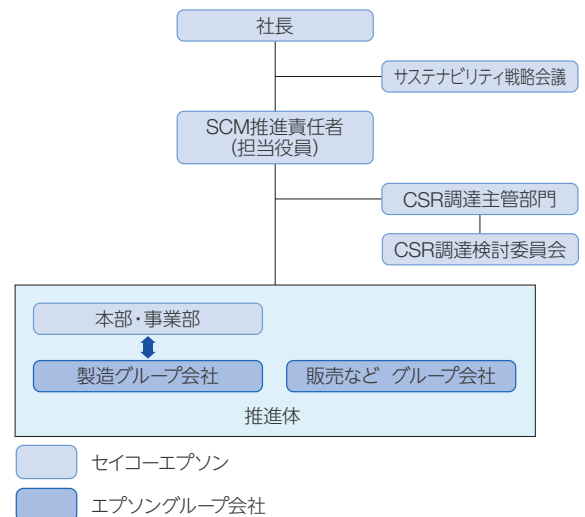 社長
サステナビリティ戦略会議
SCM推進責任者
(担当役員)
CSR調達主管部門
CSR調達検討委員会
本部・事業部
製造グループ会社
販売など グループ会社
推進体
セイコーエプソン
エプソングループ会社